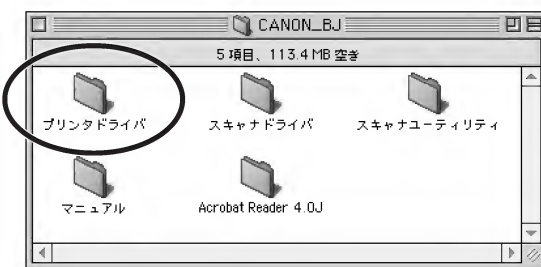 CANON_BJ
5 項目、113.4 MB 空き
プリンタドライバ
スキャナドライバ
スキャナユーティリティ
マニュアル
Acrobat Reader 4.0J